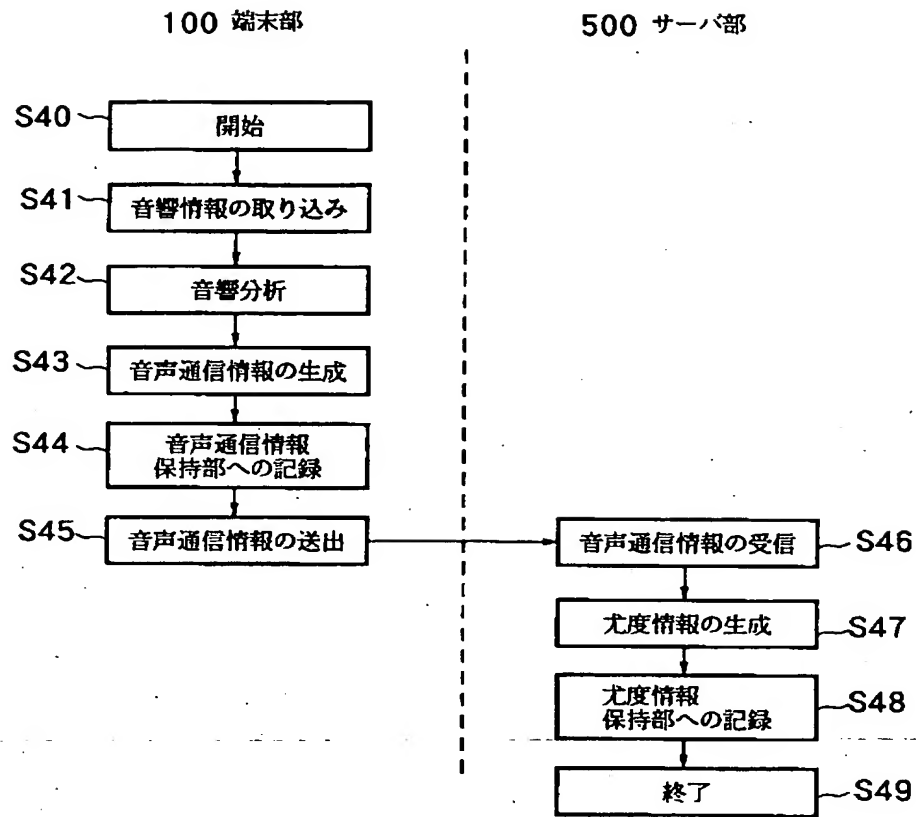 100 端末部
500 サーバ部
S40
開始
S41
音響情報の取り込み
S42
音響分析
S43
音声通信情報の生成
S44
音声通信情報
保持部への記録
S45
音声通信情報の送出
音声通信情報の受信
S46
尤度情報の生成
S47
尤度情報
保持部への記録
S48
終了
S49